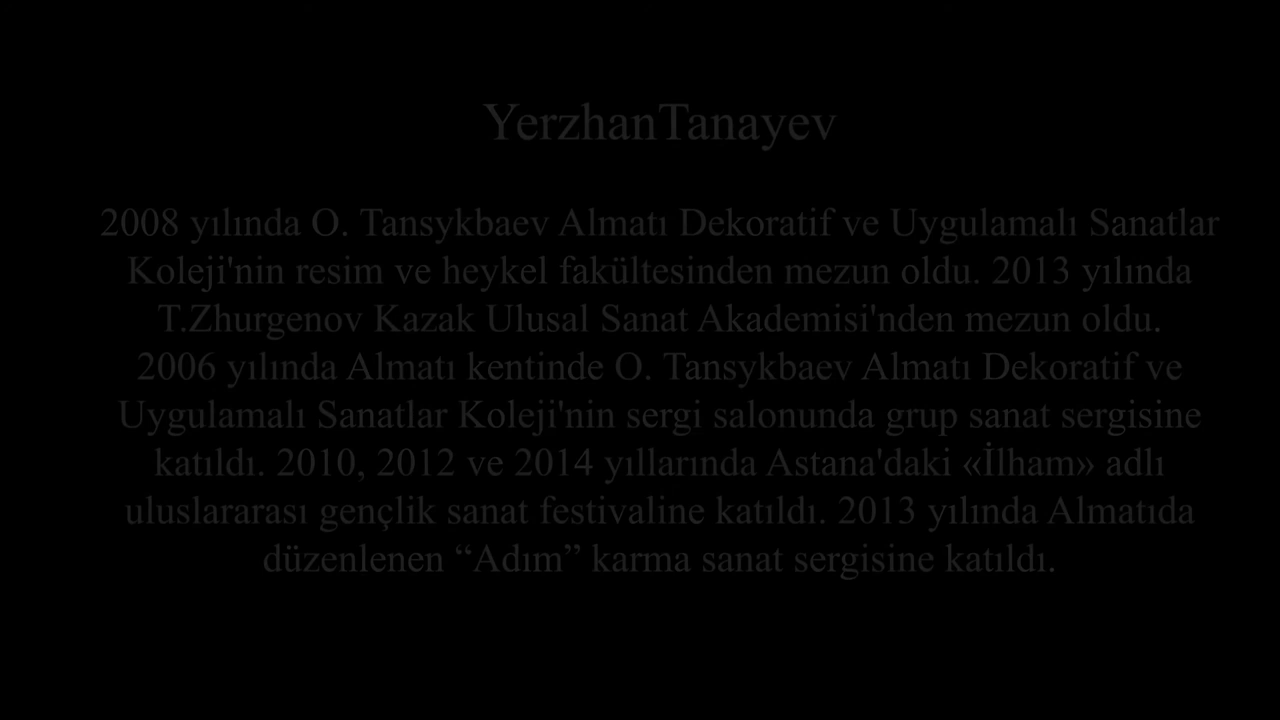 YerzhanTanayev
2008 yılında O. Tansykbaev Almatı Dekoratif ve Uygulamalı Sanatlar
Koleji'nin resim ve heykel fakültesinden mezun oldu. 2013 yılında
T.Zhurgenov Kazak Ulusal Sanat Akademisi'nden mezun oldu.
2006 yılında Almatı kentinde O. Tansykbaev Almatı Dekoratif ve
Uygulamalı Sanatlar Koleji'nin sergi salonunda grup sanat sergisine
katıldı. 2010, 2012 ve 2014 yıllarında Astana'daki «İlham» adlı
uluslararası gençlik sanat festivaline katıldı. 2013 yılında Almatıda
düzenlenen “Adım” karma sanat sergisine katıldı.